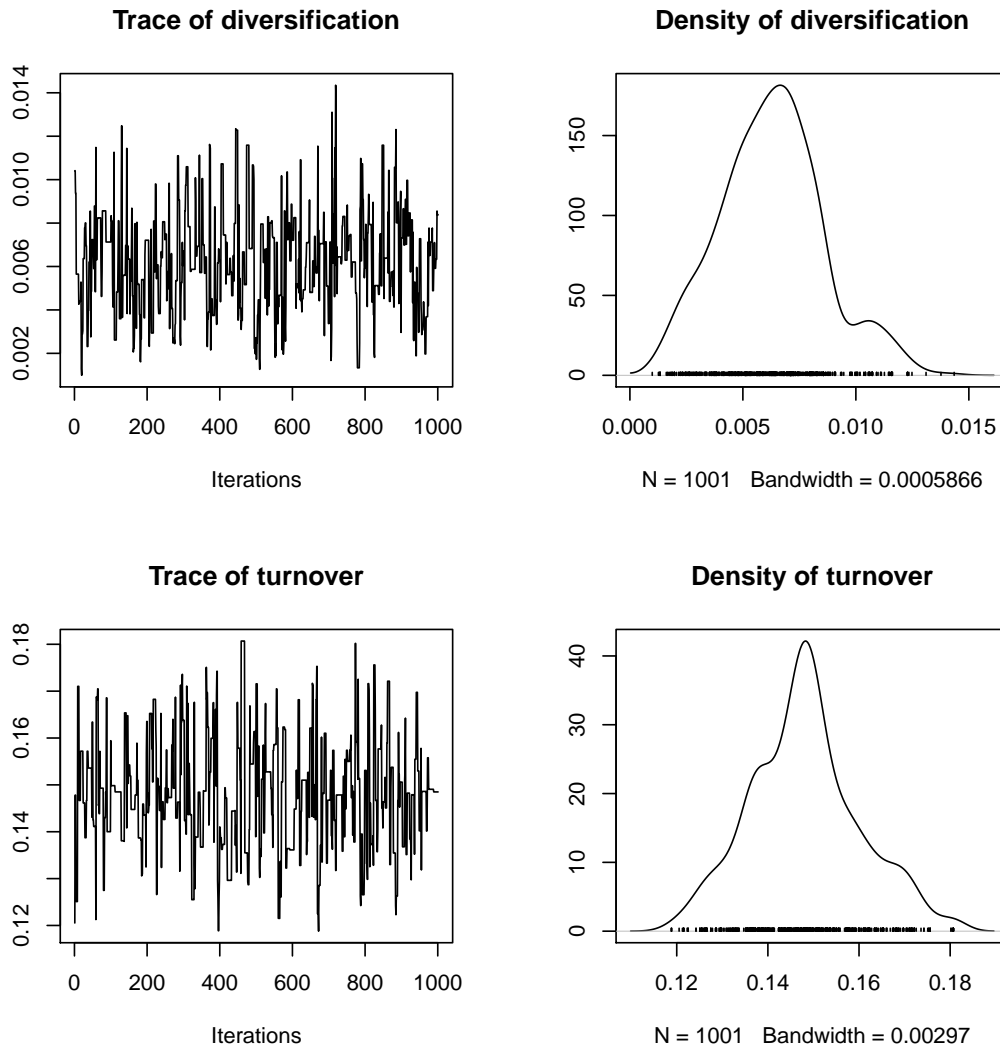 Trace of diversification
0.014
0.010
0.006
0.002
0 200 400 600 800 1000
Iterations
Density of diversification
150
100
50
0
0.000 0.005 0.010 0.015
N = 1001 Bandwidth = 0.0005866
Trace of turnover
0.18
0.16
0.14
0.12
0 200 400 600 800 1000
Iterations
Density of turnover
40
30
20
10
0
0.12 0.14 0.16 0.18
N = 1001 Bandwidth = 0.00297